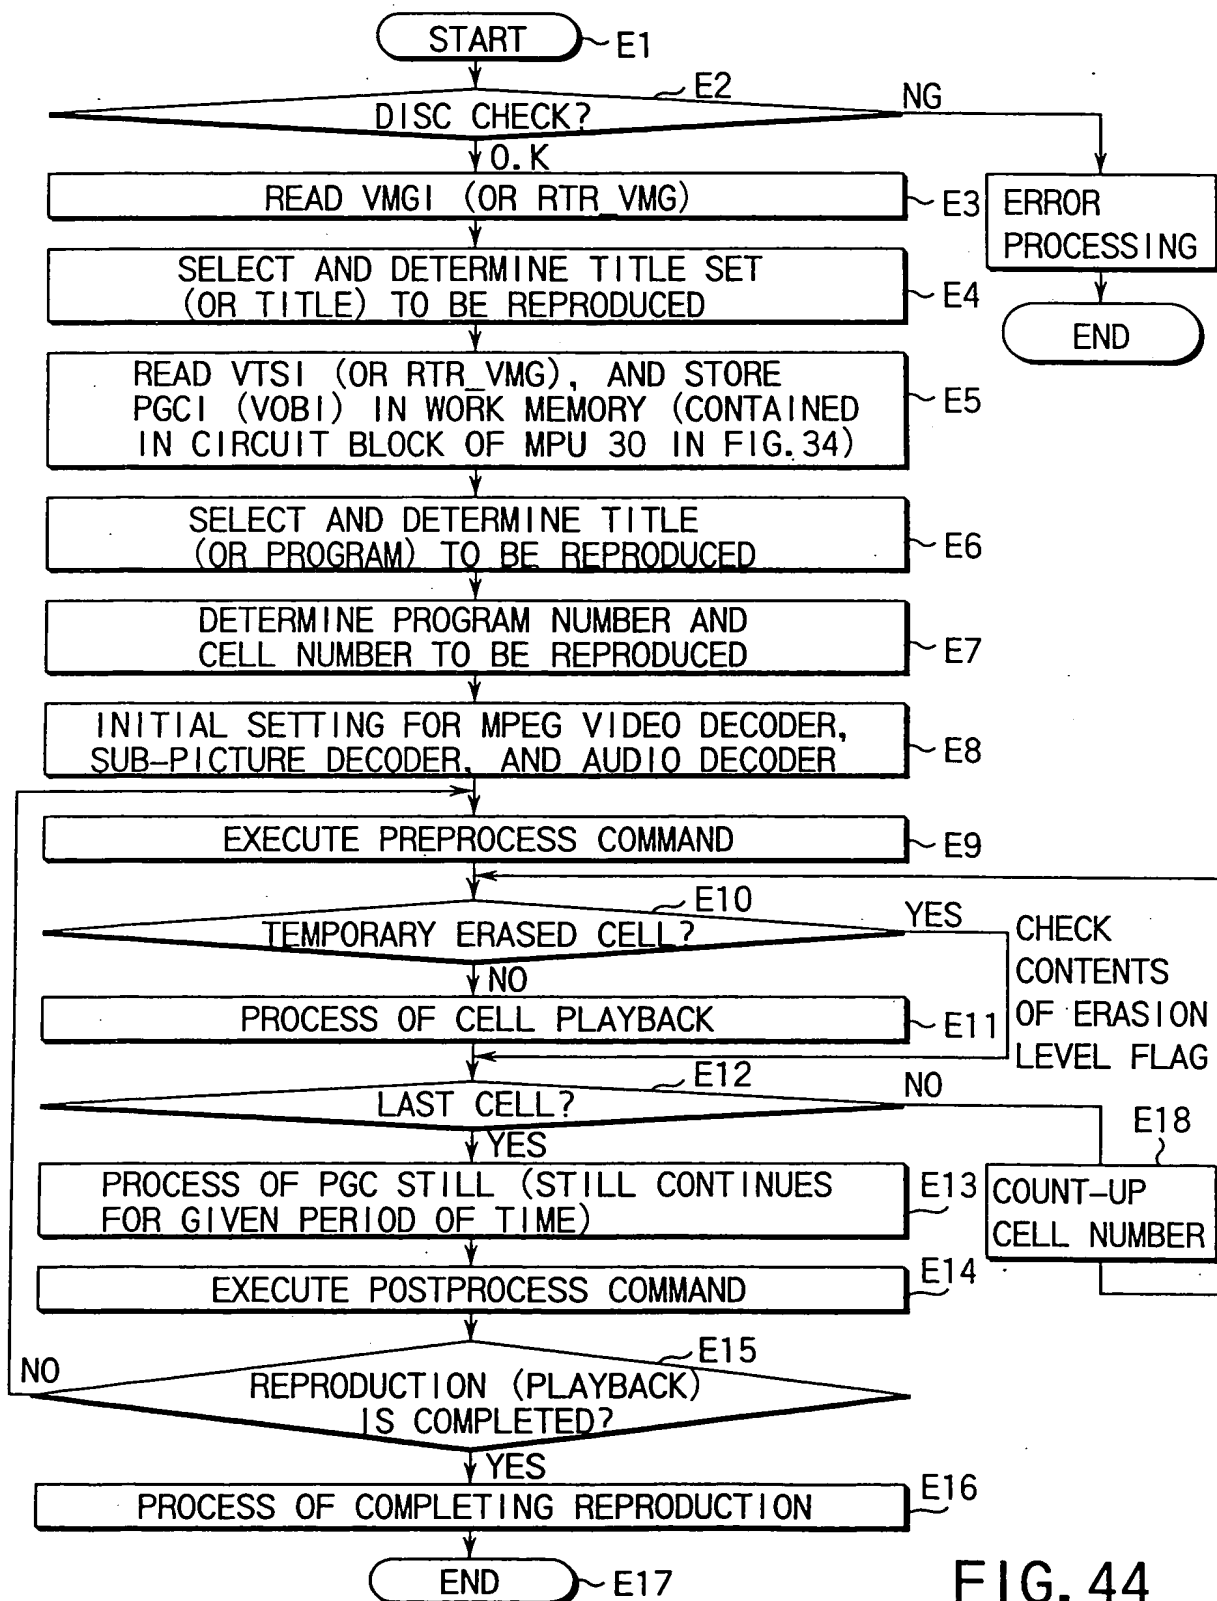 START
E1
E2
DISC CHECK?
NG
O.K
READ VMGI (OR RTR_VMG)
E3
ERROR
PROCESSING
END
SELECT AND DETERMINE TITLE SET
(OR TITLE) TO BE REPRODUCED
E4
READ VTSI (OR RTR_VMG), AND STORE
PGCI (VOBI) IN WORK MEMORY (CONTAINED
IN CIRCUIT BLOCK OF MPU 30 IN FIG.34)
E5
SELECT AND DETERMINE TITLE
(OR PROGRAM) TO BE REPRODUCED
E6
DETERMINE PROGRAM NUMBER AND
CELL NUMBER TO BE REPRODUCED
E7
INITIAL SETTING FOR MPEG VIDEO DECODER,
SUB-PICTURE DECODER, AND AUDIO DECODER
E8
EXECUTE PREPROCESS COMMAND
E9
E10
TEMPORARY ERASED CELL?
YES
NO
CHECK
CONTENTS
OF ERASION
LEVEL FLAG
PROCESS OF CELL PLAYBACK
E11
E12
LAST CELL?
NO
YES
E18
COUNT-UP
CELL NUMBER
PROCESS OF PGC STILL (STILL CONTINUES
FOR GIVEN PERIOD OF TIME)
E13
EXECUTE POSTPROCESS COMMAND
E14
E15
NO
REPRODUCTION (PLAYBACK)
IS COMPLETED?
YES
PROCESS OF COMPLETING REPRODUCTION
E16
END
E17
FIG. 44